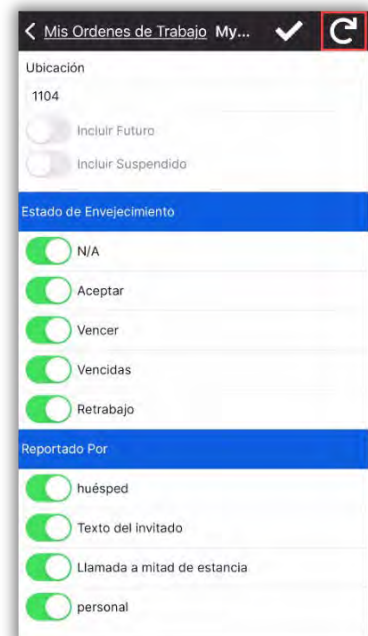 Mis Ordenes de Trabajo My...
Ubicación
1104
Incluir Futuro
Incluir Suspendido
Estado de Envejecimiento
N/A
Aceptar
Vencer
Vencidas
Retrabajo
Reportado Por
huésped
Texto del invitado
Llamada a mitad de estancia
personal